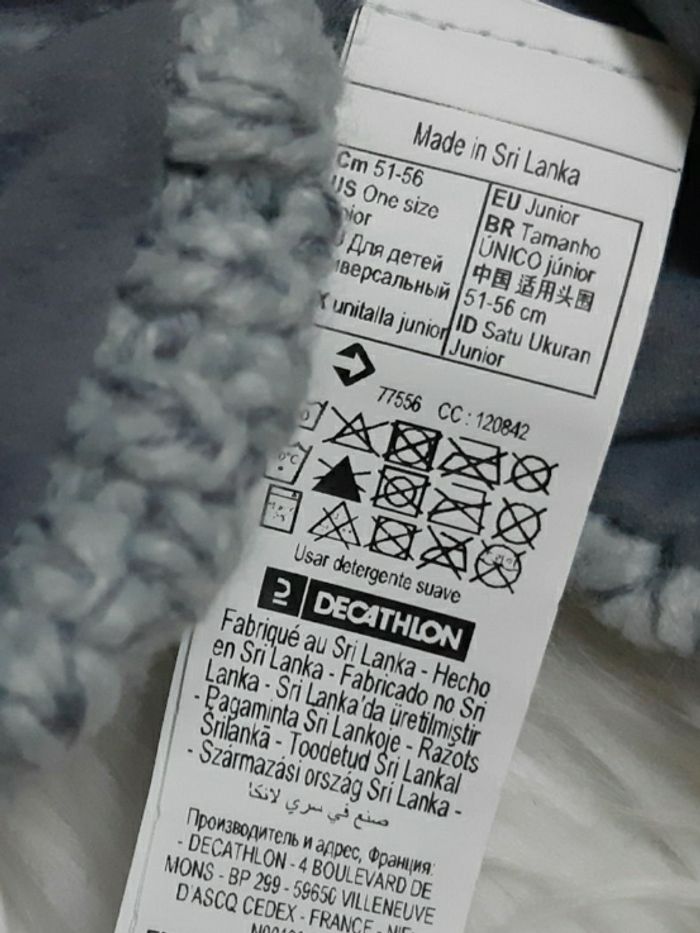 Made in Sri Lanka
Cm 51-56
US One size
EU Junior
BR Tamanho
ÚNICO júnior
Для детей
中国 适用头围
51-56 cm
unitalla junior
ID Satu Ukuran
Junior
77556 CC : 120842
Usar detergente suave
DECATHLON
Fabriqué au Sri Lanka - Hecho
en Sri Lanka - Fabricado no Sri
Lanka - Sri Lanka'da üretilmiştir
- Pagaminta Sri Lankoje - Ražots
Šrilankā - Toodetud Sri Lankal
- Származási ország Sri Lanka -
صنع في سري لانكا
Производитель и адрес, Франция:
- DECATHLON - 4 BOULEVARD DE
MONS - BP 299 - 59650 VILLENEUVE
D'ASCQ CEDEX - FRANCE -